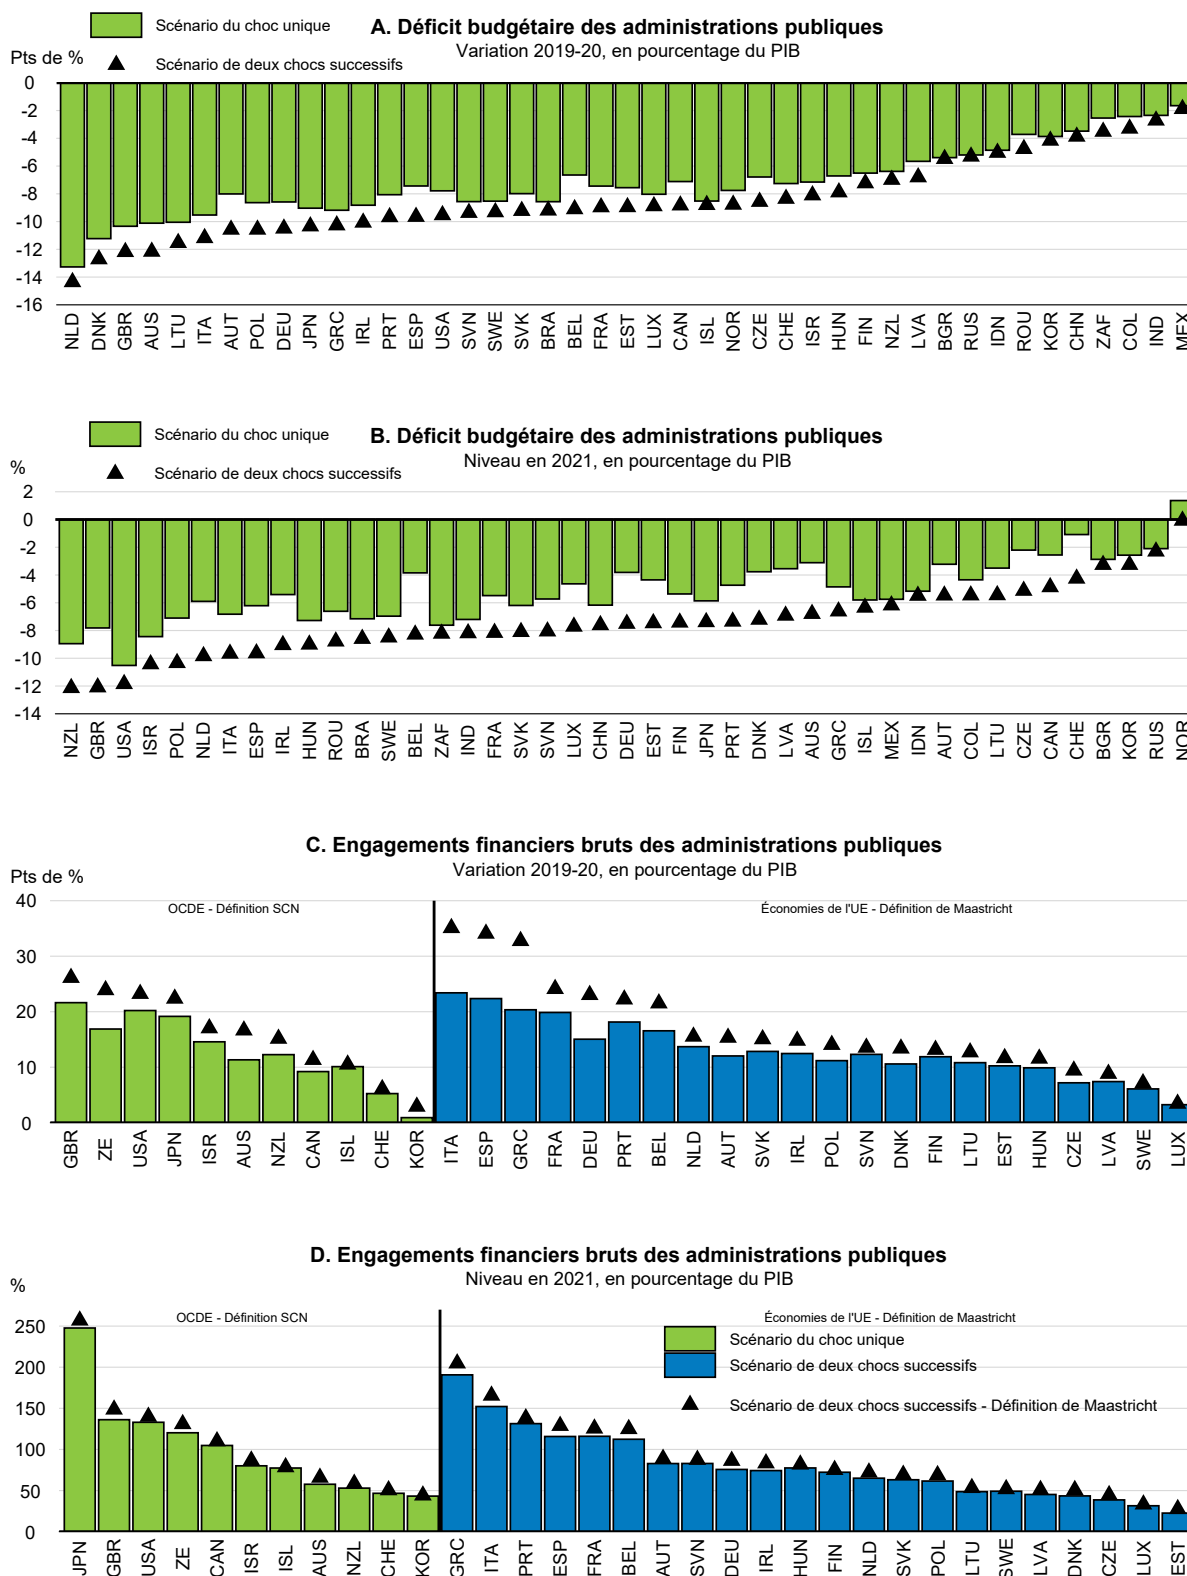 A. Déficit budgétaire des administrations publiques
Variation 2019-20, en pourcentage du PIB
Scénario du choc unique
Scénario de deux chocs successifs
Pts de %
0
-2
-4
-6
-8
-10
-12
-14
-16
NLD DNK GBR AUS LTU ITA AUT POL DEU JPN GRC IRL PRT ESP USA SVN SWE SVK BRA BEL FRA EST LUX CAN ISL NOR CZE CHE ISR HUN FIN NZL LVA BGR RUS IDN ROU KOR CHN ZAF COL IND MEX
B. Déficit budgétaire des administrations publiques
Niveau en 2021, en pourcentage du PIB
Scénario du choc unique
Scénario de deux chocs successifs
%
2
0
-2
-4
-6
-8
-10
-12
-14
NZL GBR USA ISR POL NLD ITA ESP IRL HUN ROU BRA SWE BEL ZAF IND FRA SVK SVN LUX CHN DEU EST FIN JPN PRT DNK LVA AUS GRC ISL MEX IDN AUT COL LTU CZE CAN CHE BGR KOR RUS NOR
C. Engagements financiers bruts des administrations publiques
Variation 2019-20, en pourcentage du PIB
Pts de %
OCDE - Définition SCN
Économies de l'UE - Définition de Maastricht
40
30
20
10
0
GBR ZE USA JPN ISR AUS NZL CAN ISL CHE KOR ITA ESP GRC FRA DEU PRT BEL NLD AUT SVK IRL POL SVN DNK FIN LTU EST HUN CZE LVA SWE LUX
D. Engagements financiers bruts des administrations publiques
Niveau en 2021, en pourcentage du PIB
%
OCDE - Définition SCN
Économies de l'UE - Définition de Maastricht
Scénario du choc unique
Scénario de deux chocs successifs
Scénario de deux chocs successifs - Définition de Maastricht
250
200
150
100
50
0
JPN GBR USA ZE CAN ISR ISL AUS NZL CHE KOR GRC ITA PRT ESP FRA BEL AUT SVN DEU IRL HUN FIN NLD SVK POL LTU SWE LVA DNK CZE LUX EST